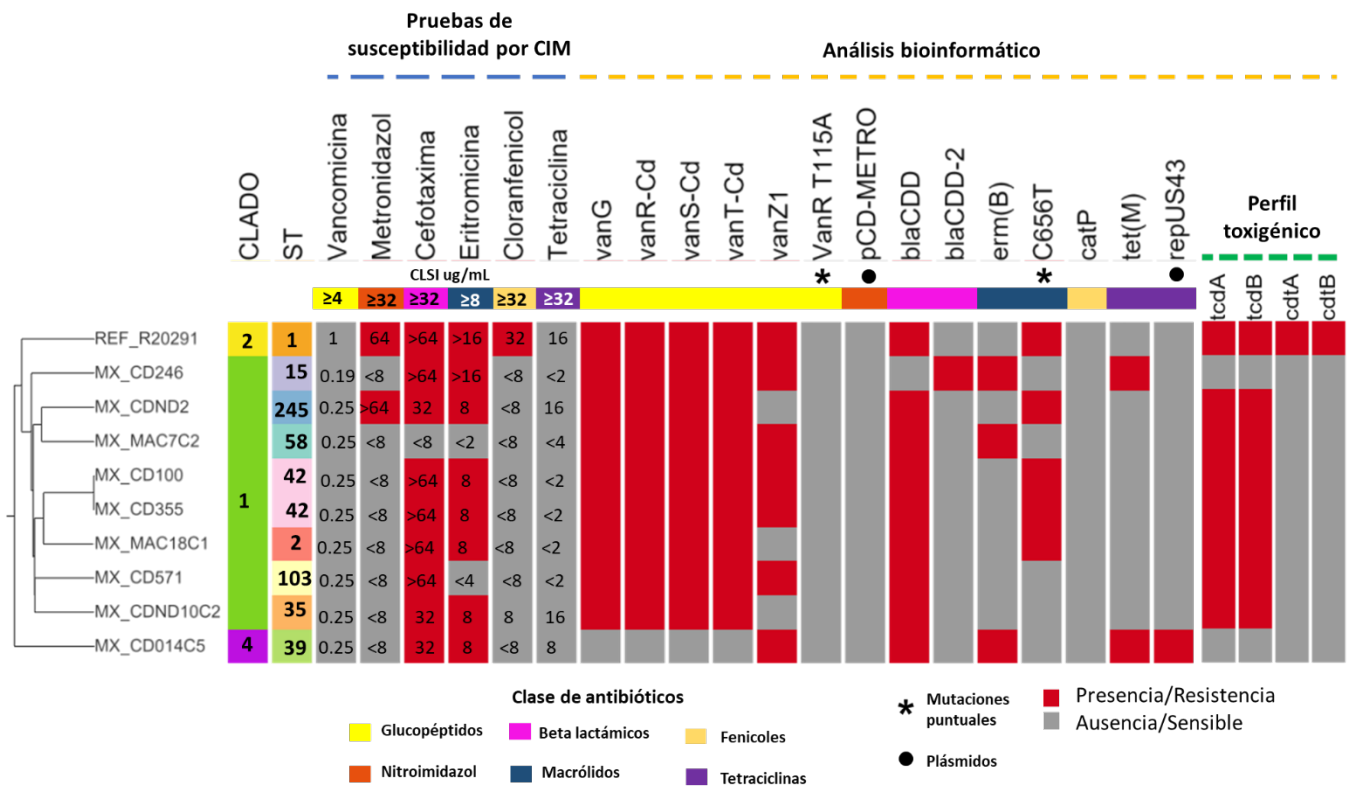 Pruebas de
susceptibilidad por CIM
Análisis bioinformático
CLADO
ST
Vancomicina
Metronidazol
Cefotaxima
Eritromicina
Cloranfenicol
Tetraciclina
vanG
vanR-Cd
vanS-Cd
vanT-Cd
vanZ1
VanR T115A
pCD-METRO
blaCDD
blaCDD-2
erm(B)
C656T
catP
tet(M)
repUS43
Perfil
toxigénico
tcdA
tcdB
cdtA
cdtB
CLSI ug/mL
* ● * ●
≥4 ≥32 ≥32 ≥8 ≥32 ≥32
REF_R20291 2 1 1 64 >64 >16 32 16
MX_CD246 15 0.19 <8 >64 >16 <8 <2
MX_CDND2 245 0.25 >64 32 8 <8 16
MX_MAC7C2 58 0.25 <8 <8 <2 <8 <4
MX_CD100 42 0.25 <8 >64 8 <8 <2
1
MX_CD355 42 0.25 <8 >64 8 <8 <2
MX_MAC18C1 2 0.25 <8 >64 8 <8 <2
MX_CD571 103 0.25 <8 >64 <4 <8 <2
MX_CDND10C2 35 0.25 <8 32 8 8 16
MX_CD014C5 4 39 0.25 <8 32 8 <8 8
Clase de antibióticos
Glucopéptidos
Beta lactámicos
Fenicoles
Nitroimidazol
Macrólidos
Tetraciclinas
* Mutaciones
puntuales
● Plásmidos
Presencia/Resistencia
Ausencia/Sensible